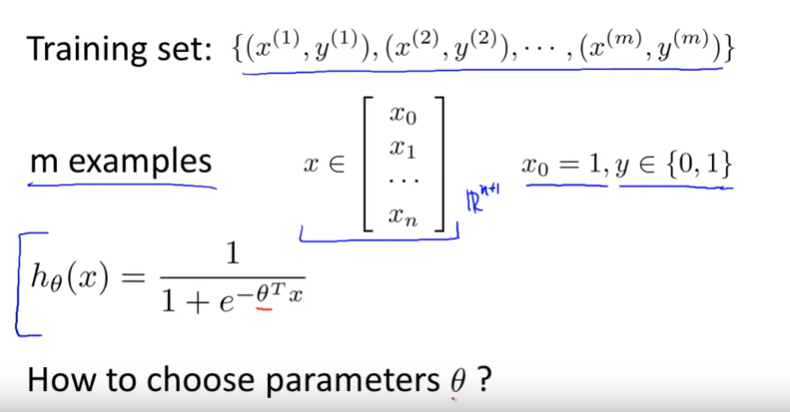 Training set: {(x^{(1)}, y^{(1)}), (x^{(2)}, y^{(2)}), ⋯, (x^{(m)}, y^{(m)})}
m examples x ∈ [x_0 x_1 ⋯ x_n] ℝ^{n+1} x_0 = 1, y ∈ {0, 1}
h_θ(x) = 1 / (1 + e^{−θ^T x})
How to choose parameters θ ?